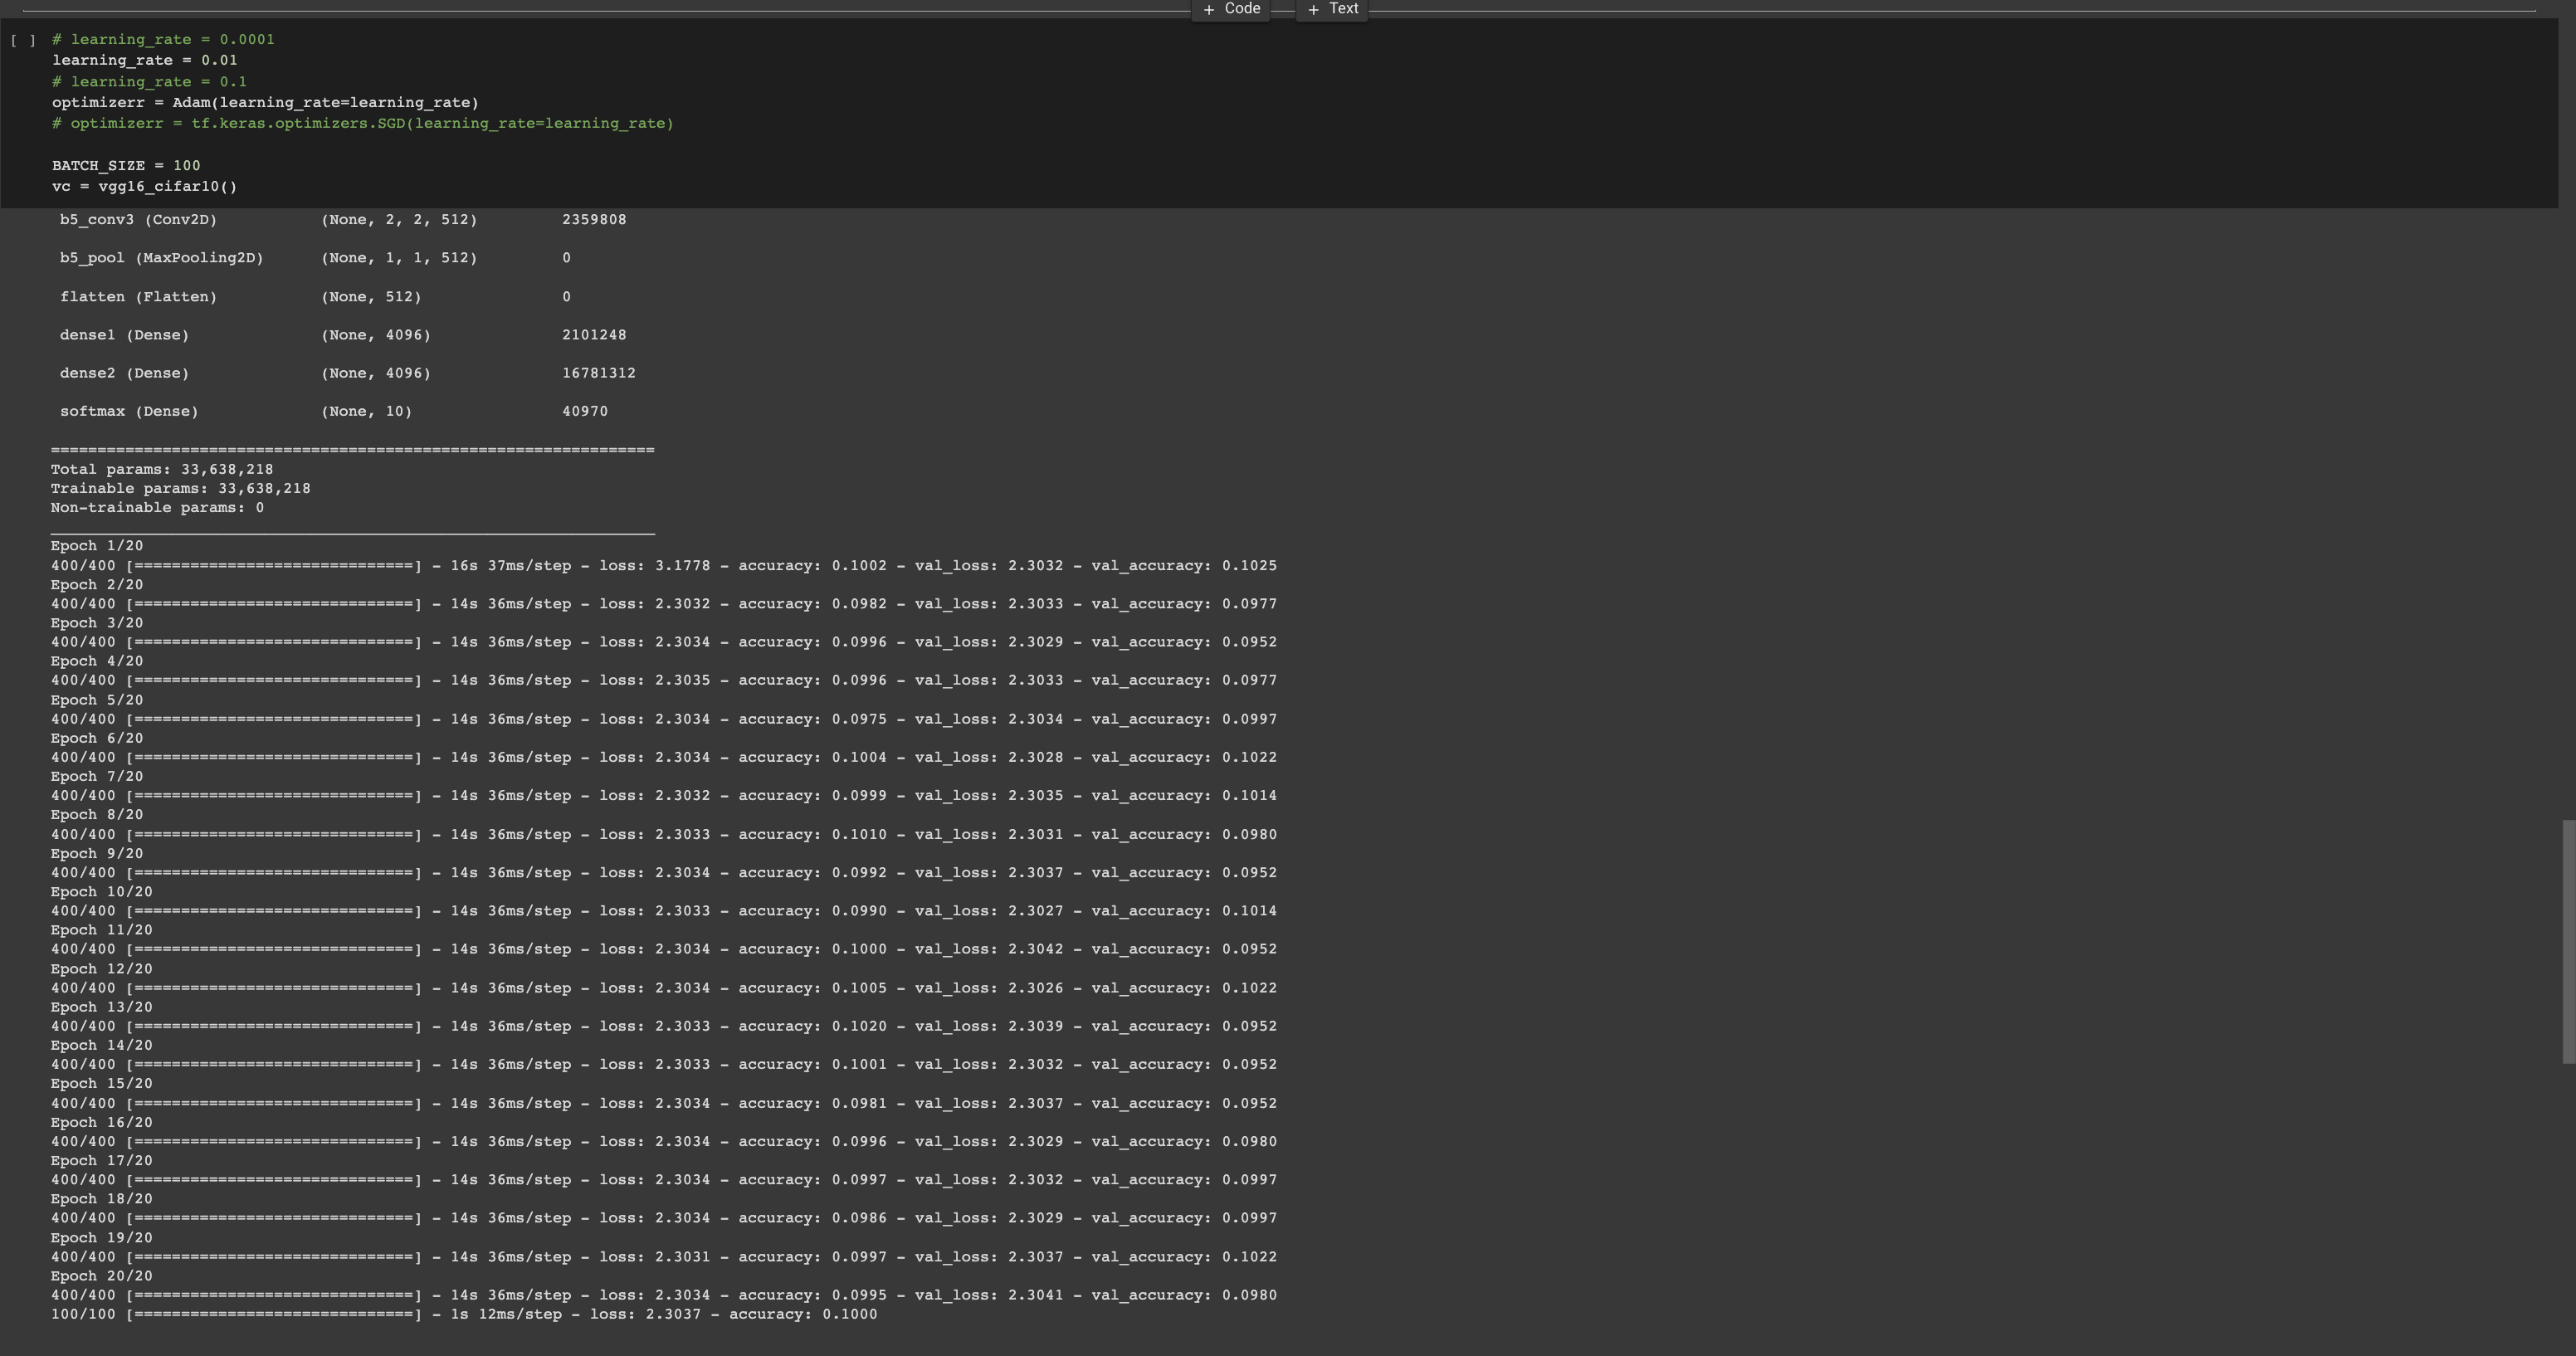 + Code + Text
[ ] # learning_rate = 0.0001
learning_rate = 0.01
# learning_rate = 0.1
optimizerr = Adam(learning_rate=learning_rate)
# optimizerr = tf.keras.optimizers.SGD(learning_rate=learning_rate)
BATCH_SIZE = 100
vc = vgg16_cifar10()
b5_conv3 (Conv2D) (None, 2, 2, 512) 2359808
b5_pool (MaxPooling2D) (None, 1, 1, 512) 0
flatten (Flatten) (None, 512) 0
dense1 (Dense) (None, 4096) 2101248
dense2 (Dense) (None, 4096) 16781312
softmax (Dense) (None, 10) 40970
=================================================================
Total params: 33,638,218
Trainable params: 33,638,218
Non-trainable params: 0
_________________________________________________________________
Epoch 1/20
400/400 [==============================] - 16s 37ms/step - loss: 3.1778 - accuracy: 0.1002 - val_loss: 2.3032 - val_accuracy: 0.1025
Epoch 2/20
400/400 [==============================] - 14s 36ms/step - loss: 2.3032 - accuracy: 0.0982 - val_loss: 2.3033 - val_accuracy: 0.0977
Epoch 3/20
400/400 [==============================] - 14s 36ms/step - loss: 2.3034 - accuracy: 0.0996 - val_loss: 2.3029 - val_accuracy: 0.0952
Epoch 4/20
400/400 [==============================] - 14s 36ms/step - loss: 2.3035 - accuracy: 0.0996 - val_loss: 2.3033 - val_accuracy: 0.0977
Epoch 5/20
400/400 [==============================] - 14s 36ms/step - loss: 2.3034 - accuracy: 0.0975 - val_loss: 2.3034 - val_accuracy: 0.0997
Epoch 6/20
400/400 [==============================] - 14s 36ms/step - loss: 2.3034 - accuracy: 0.1004 - val_loss: 2.3028 - val_accuracy: 0.1022
Epoch 7/20
400/400 [==============================] - 14s 36ms/step - loss: 2.3032 - accuracy: 0.0999 - val_loss: 2.3035 - val_accuracy: 0.1014
Epoch 8/20
400/400 [==============================] - 14s 36ms/step - loss: 2.3033 - accuracy: 0.1010 - val_loss: 2.3031 - val_accuracy: 0.0980
Epoch 9/20
400/400 [==============================] - 14s 36ms/step - loss: 2.3034 - accuracy: 0.0992 - val_loss: 2.3037 - val_accuracy: 0.0952
Epoch 10/20
400/400 [==============================] - 14s 36ms/step - loss: 2.3033 - accuracy: 0.0990 - val_loss: 2.3027 - val_accuracy: 0.1014
Epoch 11/20
400/400 [==============================] - 14s 36ms/step - loss: 2.3034 - accuracy: 0.1000 - val_loss: 2.3042 - val_accuracy: 0.0952
Epoch 12/20
400/400 [==============================] - 14s 36ms/step - loss: 2.3034 - accuracy: 0.1005 - val_loss: 2.3026 - val_accuracy: 0.1022
Epoch 13/20
400/400 [==============================] - 14s 36ms/step - loss: 2.3033 - accuracy: 0.1020 - val_loss: 2.3039 - val_accuracy: 0.0952
Epoch 14/20
400/400 [==============================] - 14s 36ms/step - loss: 2.3033 - accuracy: 0.1001 - val_loss: 2.3032 - val_accuracy: 0.0952
Epoch 15/20
400/400 [==============================] - 14s 36ms/step - loss: 2.3034 - accuracy: 0.0981 - val_loss: 2.3037 - val_accuracy: 0.0952
Epoch 16/20
400/400 [==============================] - 14s 36ms/step - loss: 2.3034 - accuracy: 0.0996 - val_loss: 2.3029 - val_accuracy: 0.0980
Epoch 17/20
400/400 [==============================] - 14s 36ms/step - loss: 2.3034 - accuracy: 0.0997 - val_loss: 2.3032 - val_accuracy: 0.0997
Epoch 18/20
400/400 [==============================] - 14s 36ms/step - loss: 2.3034 - accuracy: 0.0986 - val_loss: 2.3029 - val_accuracy: 0.0997
Epoch 19/20
400/400 [==============================] - 14s 36ms/step - loss: 2.3031 - accuracy: 0.0997 - val_loss: 2.3037 - val_accuracy: 0.1022
Epoch 20/20
400/400 [==============================] - 14s 36ms/step - loss: 2.3034 - accuracy: 0.0995 - val_loss: 2.3041 - val_accuracy: 0.0980
100/100 [==============================] - 1s 12ms/step - loss: 2.3037 - accuracy: 0.1000